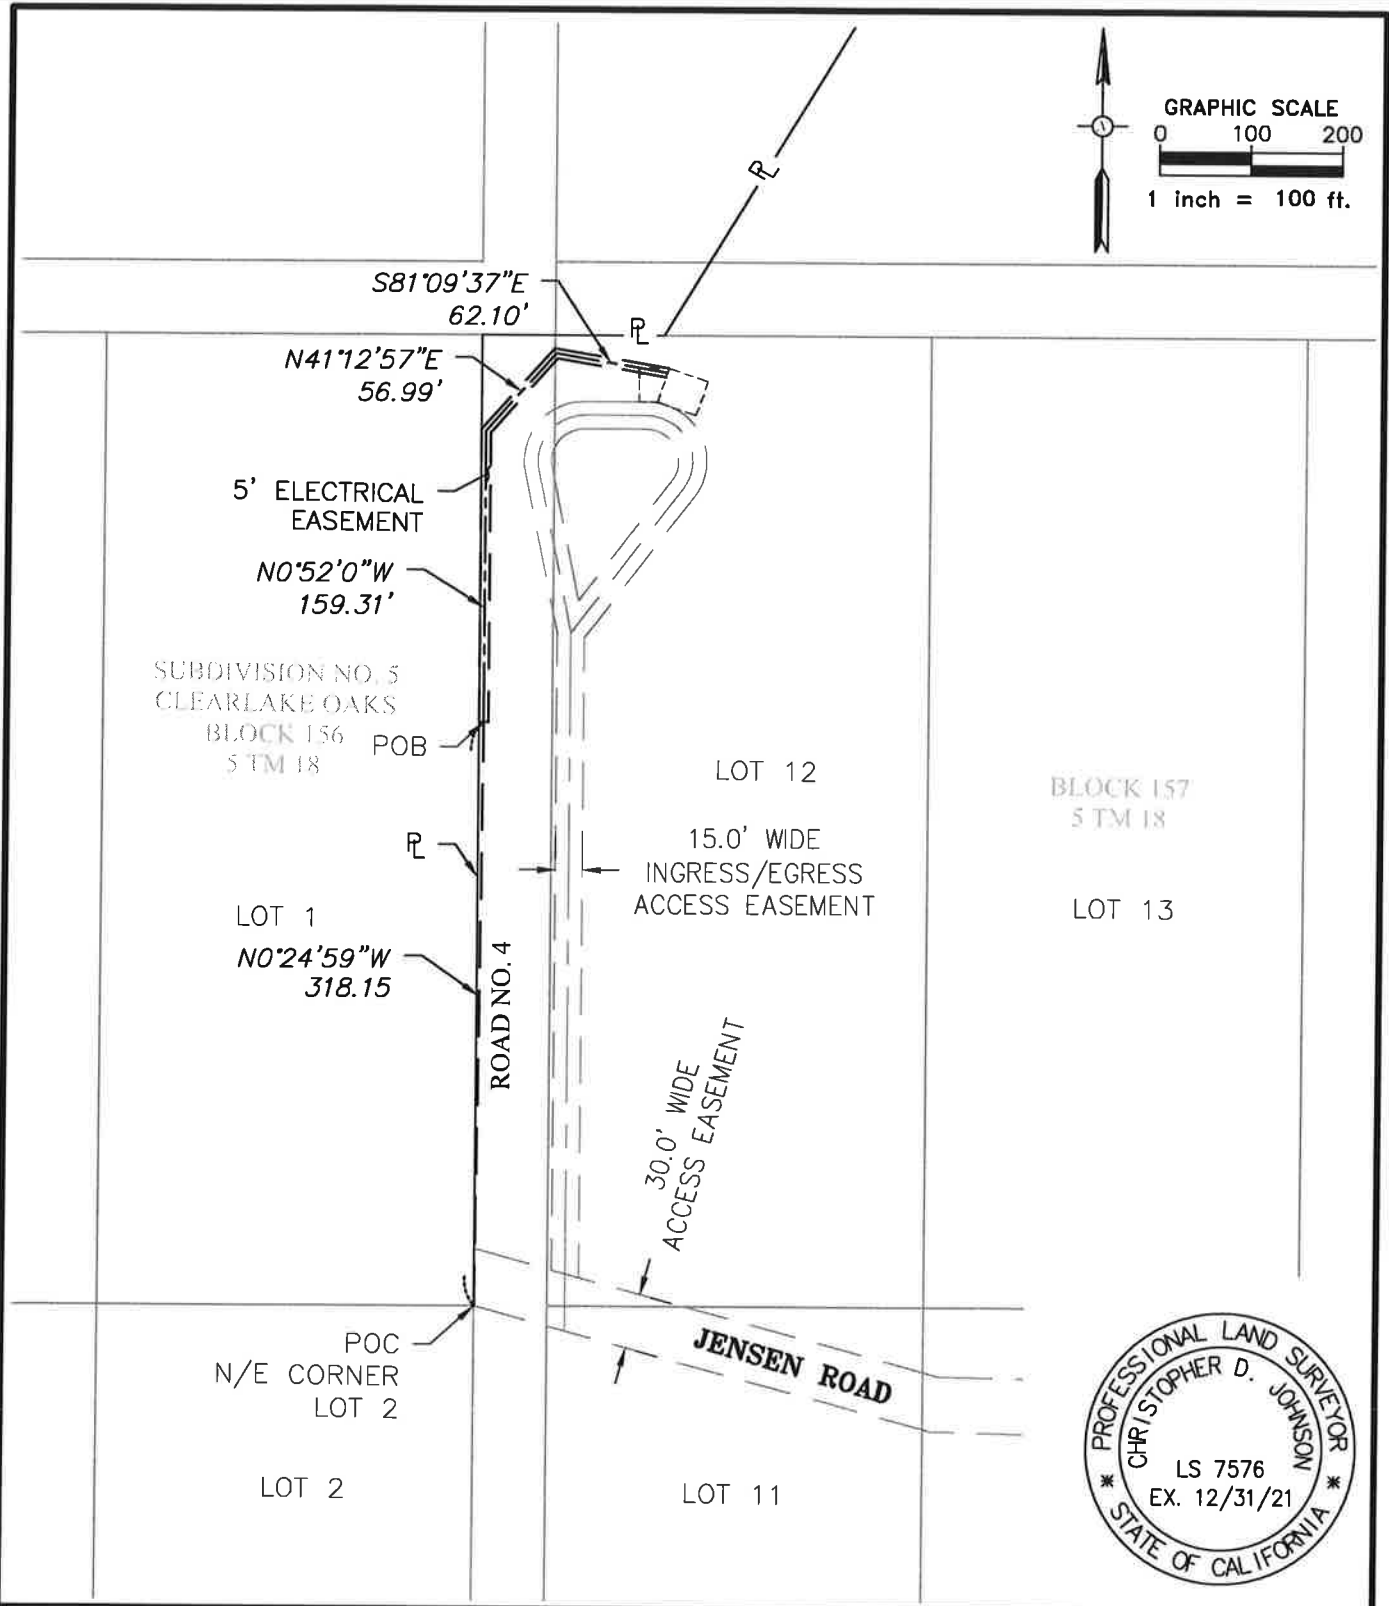 GRAPHIC SCALE
0 100 200
1 inch = 100 ft.
PL
S81°09'37"E
62.10'
PL
N41°12'57"E
56.99'
5' ELECTRICAL
EASEMENT
N0°52'0"W
159.31'
SUBDIVISION NO. 5
CLEARLAKE OAKS
BLOCK 156
5 TM 18
POB
LOT 12
BLOCK 157
5 TM 18
PL
15.0' WIDE
INGRESS/EGRESS
ACCESS EASEMENT
LOT 1
LOT 13
N0°24'59"W
318.15
ROAD NO. 4
30.0' WIDE
ACCESS EASEMENT
POC
N/E CORNER
LOT 2
JENSEN ROAD
LOT 2
LOT 11
PROFESSIONAL LAND SURVEYOR
CHRISTOPHER D. JOHNSON
LS 7576
EX. 12/31/21
* STATE OF CALIFORNIA *